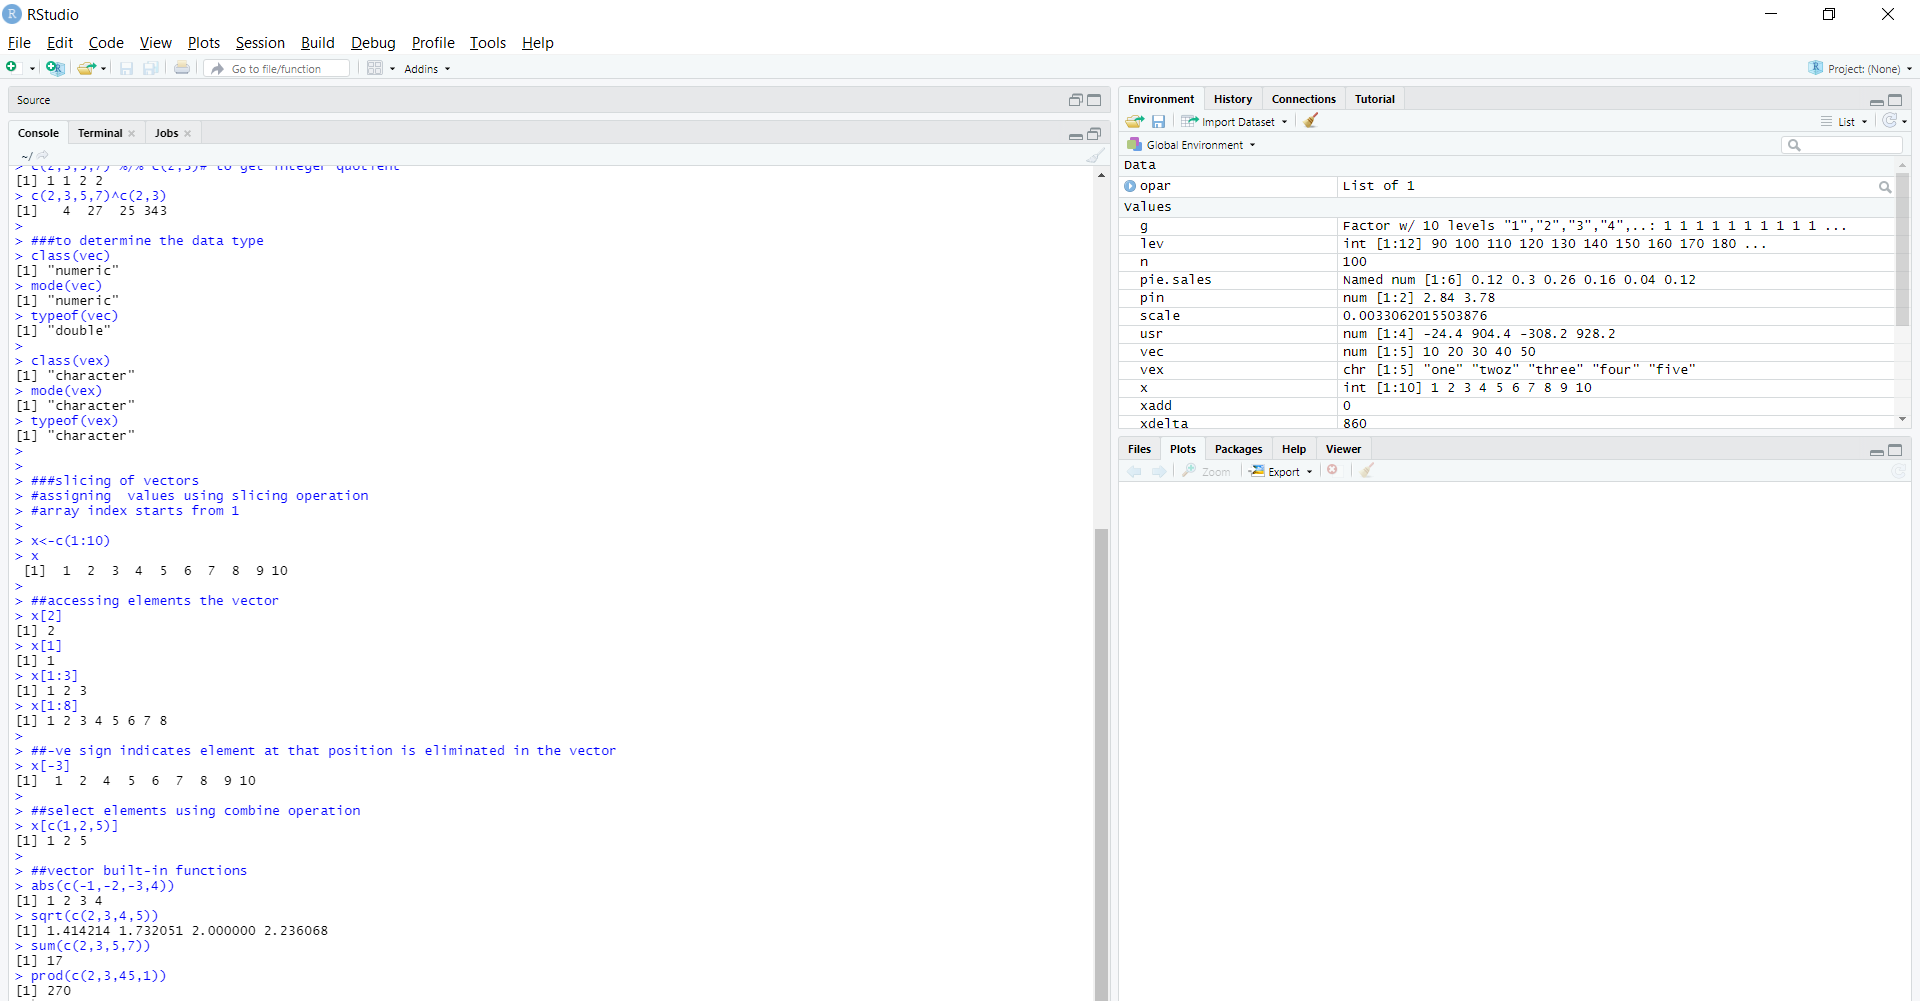 RStudio
File Edit Code View Plots Session Build Debug Profile Tools Help
Go to file/function Addins Project: (None)
Source
Console Terminal Jobs
~/
> c(2,3,5,7) %/% c(2,3)# to get integer quotient
[1] 1 1 2 2
> c(2,3,5,7)^c(2,3)
[1]   4  27  25 343
>
> ###to determine the data type
> class(vec)
[1] "numeric"
> mode(vec)
[1] "numeric"
> typeof(vec)
[1] "double"
>
> class(vex)
[1] "character"
> mode(vex)
[1] "character"
> typeof(vex)
[1] "character"
>
>
> ###slicing of vectors
> #assigning  values using slicing operation
> #array index starts from 1
>
> x<-c(1:10)
> x
 [1]  1  2  3  4  5  6  7  8  9 10
>
> ##accessing elements the vector
> x[2]
[1] 2
> x[1]
[1] 1
> x[1:3]
[1] 1 2 3
> x[1:8]
[1] 1 2 3 4 5 6 7 8
>
> ##-ve sign indicates element at that position is eliminated in the vector
> x[-3]
[1]  1  2  4  5  6  7  8  9 10
>
> ##select elements using combine operation
> x[c(1,2,5)]
[1] 1 2 5
>
> ##vector built-in functions
> abs(c(-1,-2,-3,4))
[1] 1 2 3 4
> sqrt(c(2,3,4,5))
[1] 1.414214 1.732051 2.000000 2.236068
> sum(c(2,3,5,7))
[1] 17
> prod(c(2,3,45,1))
[1] 270
Environment History Connections Tutorial
Import Dataset List
Global Environment
Data
opar List of 1
Values
g Factor w/ 10 levels "1","2","3","4",..: 1 1 1 1 1 1 1 1 1 1 ...
lev int [1:12] 90 100 110 120 130 140 150 160 170 180 ...
n 100
pie.sales Named num [1:6] 0.12 0.3 0.26 0.16 0.04 0.12
pin num [1:2] 2.84 3.78
scale 0.0033062015503876
usr num [1:4] -24.4 904.4 -308.2 928.2
vec num [1:5] 10 20 30 40 50
vex chr [1:5] "one" "twoz" "three" "four" "five"
x int [1:10] 1 2 3 4 5 6 7 8 9 10
xadd 0
xdelta 860
Files Plots Packages Help Viewer
Zoom Export